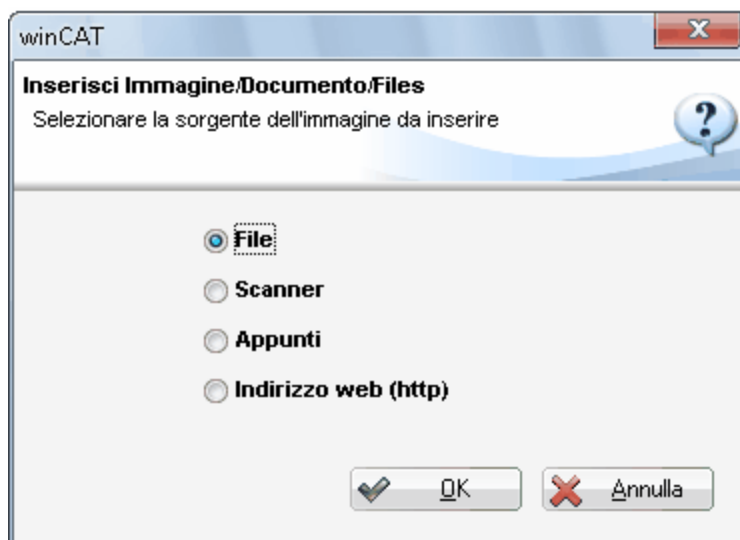 winCAT
Inserisci Immagine/Documento/Files
Selezionare la sorgente dell'immagine da inserire
File
Scanner
Appunti
Indirizzo web (http)
OK
Annulla